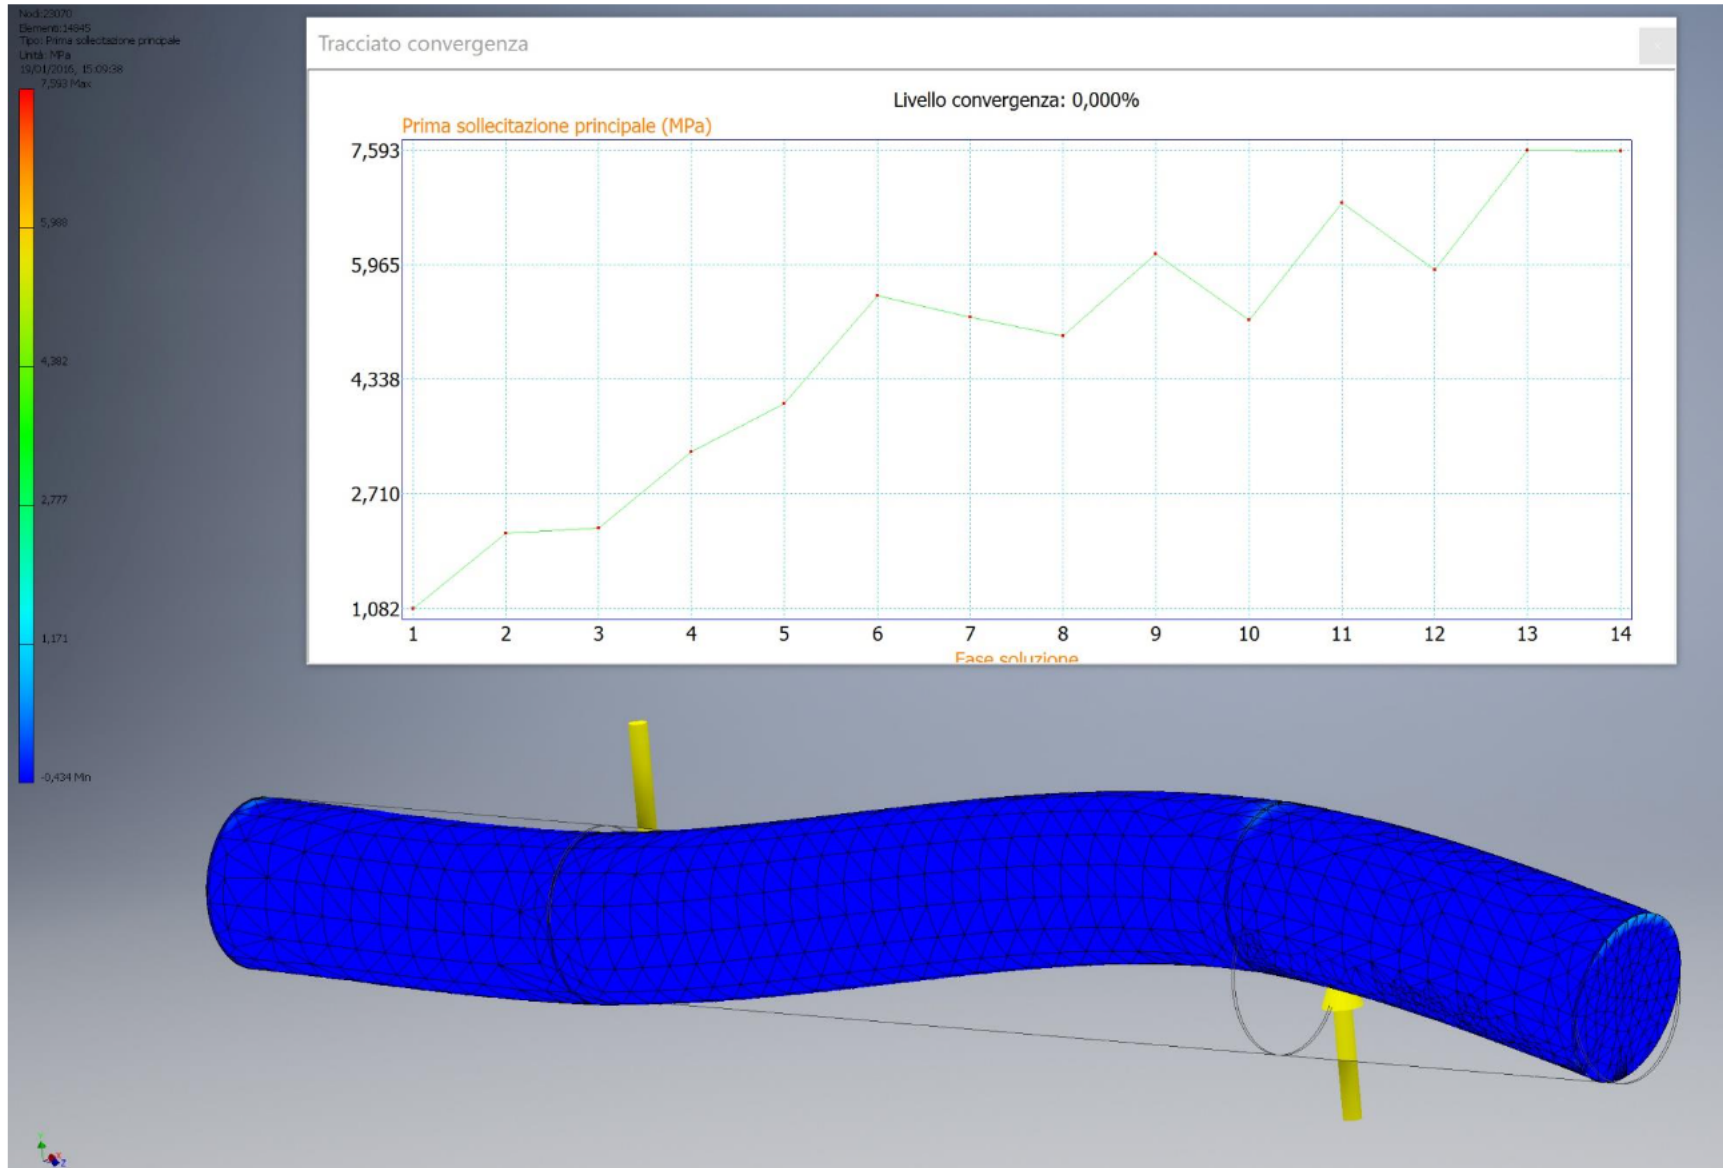 Nodi:23070
Elementi:14845
Tipo: Prima sollecitazione principale
Unità: MPa
19/01/2016, 15:09:38
7,593 Max
5,988
4,382
2,777
1,171
-0,434 Min
Tracciato convergenza
Livello convergenza: 0,000%
Prima sollecitazione principale (MPa)
7,593
5,965
4,338
2,710
1,082
1 2 3 4 5 6 7 8 9 10 11 12 13 14
Fase soluzione
Y
X
Z